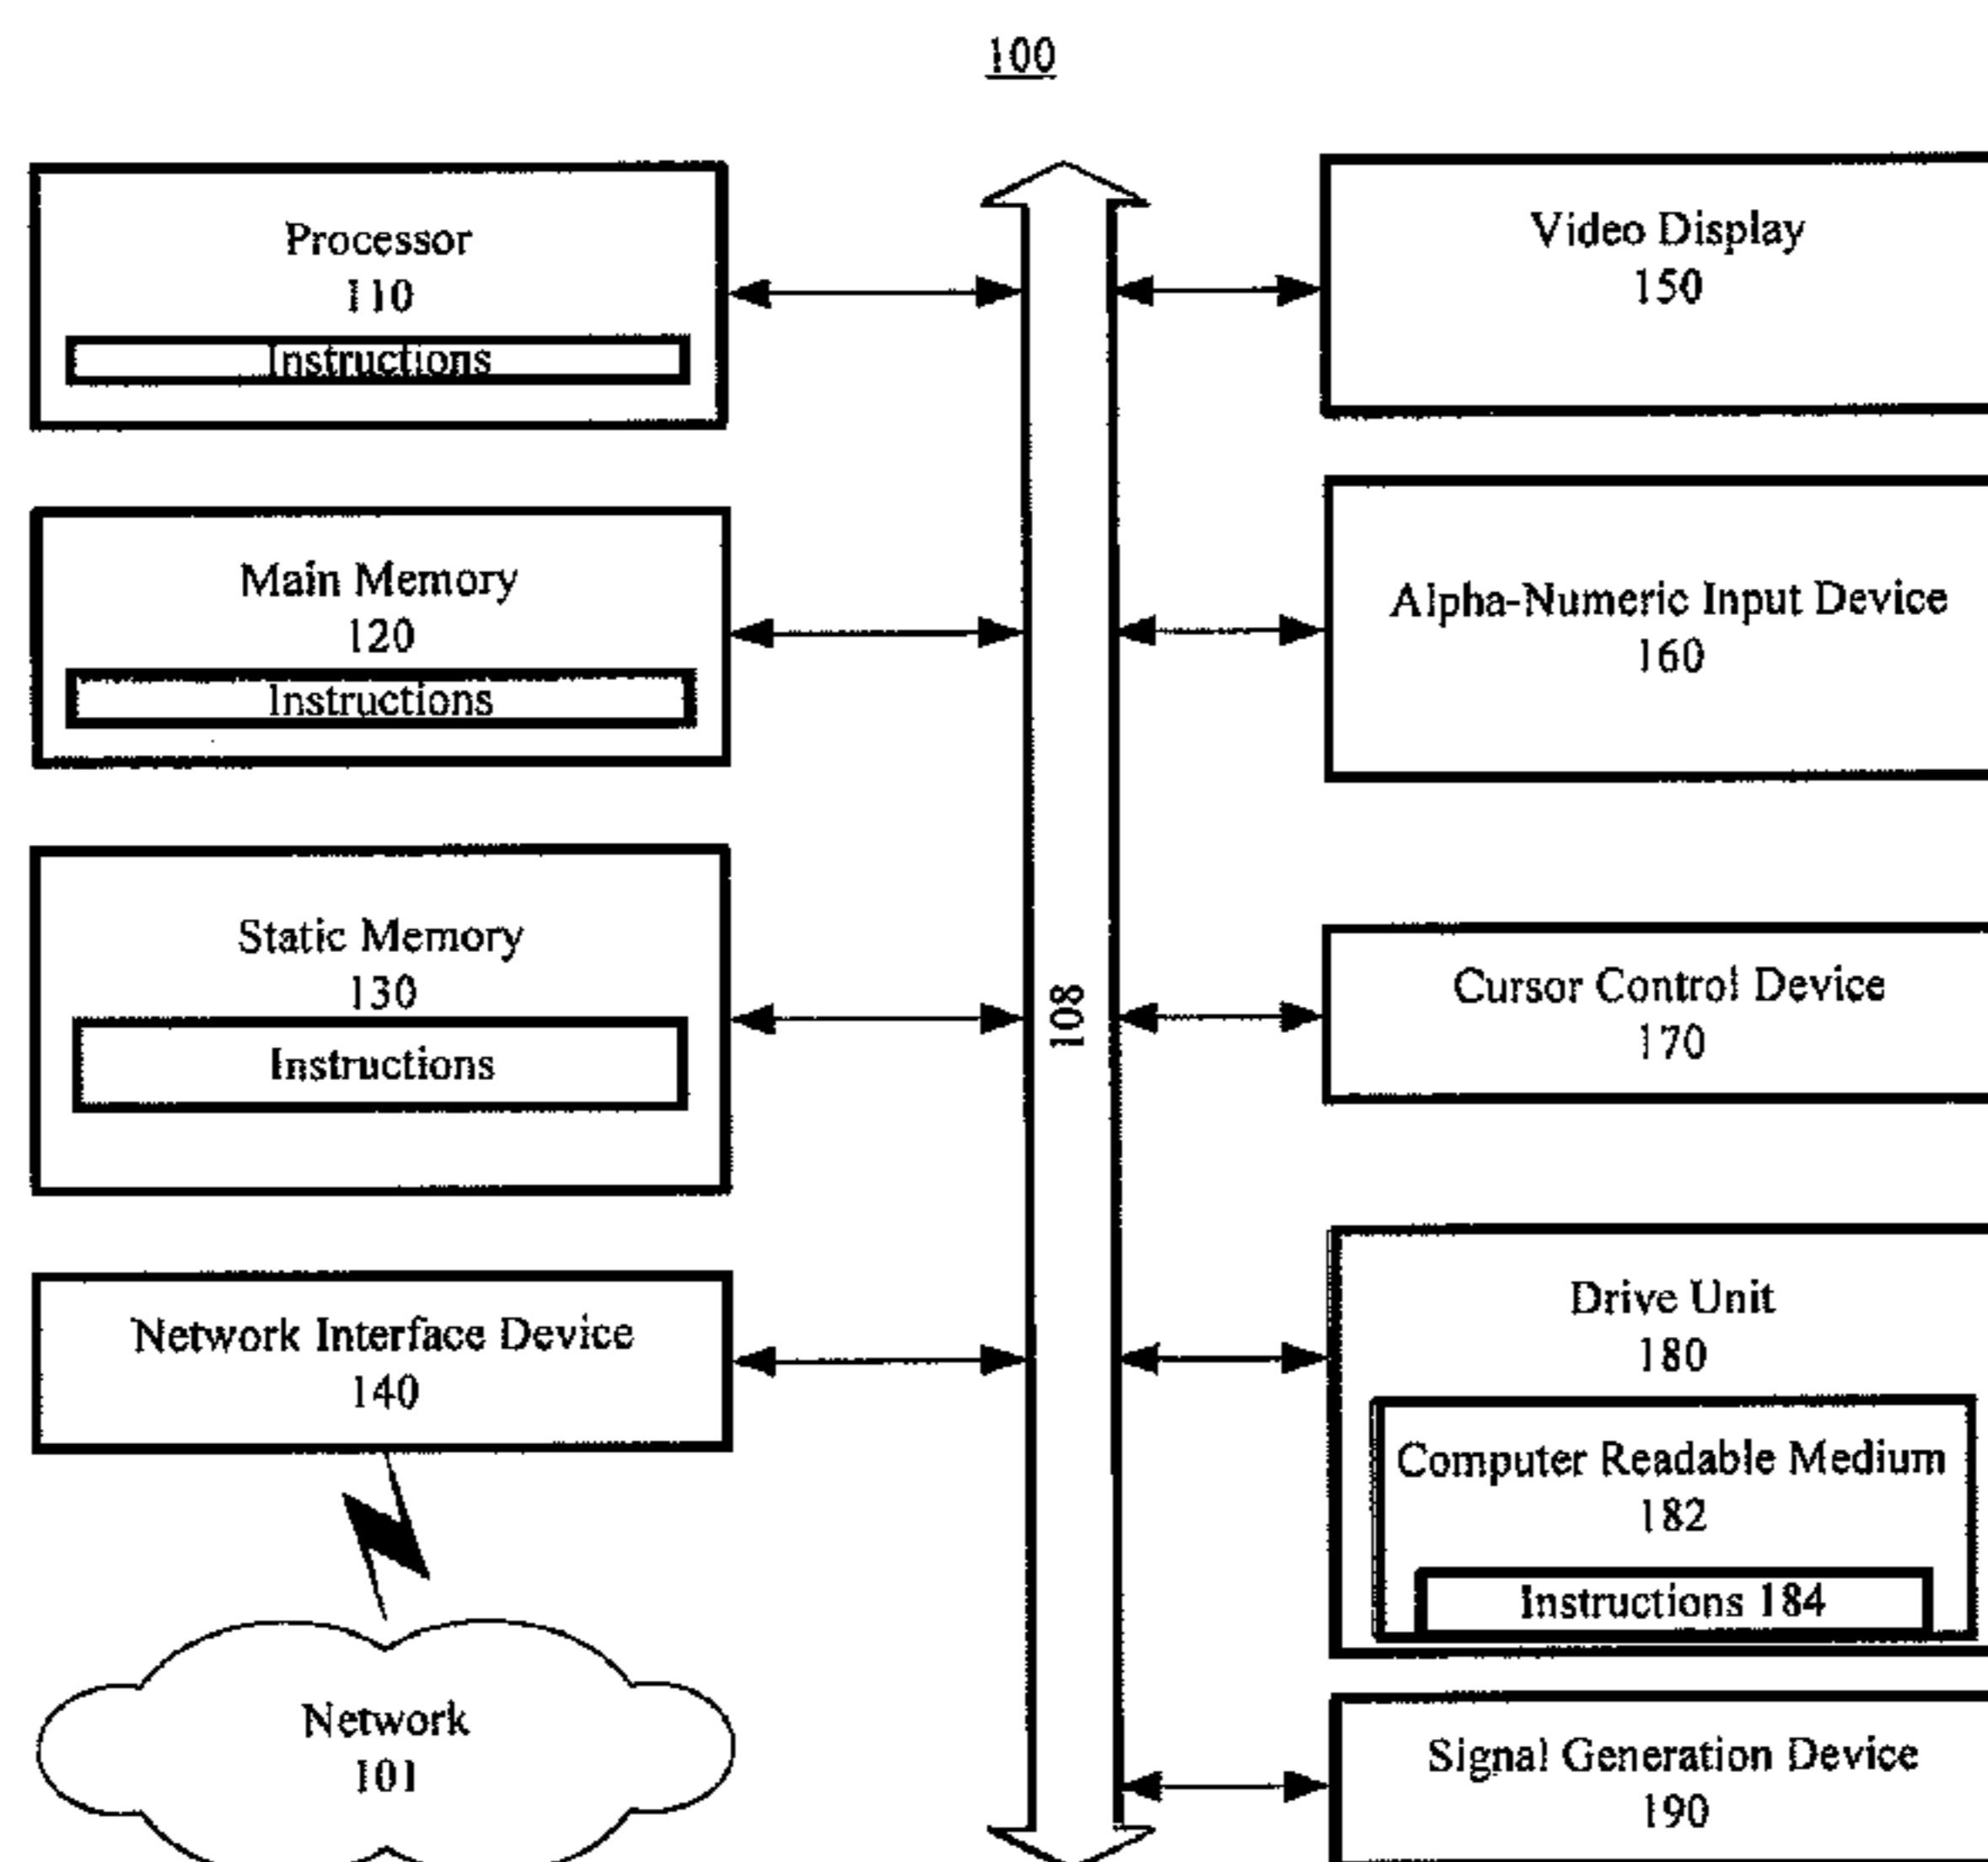 100
Processor
110
Instructions
Main Memory
120
Instructions
Static Memory
130
Instructions
Network Interface Device
140
Network
101
108
Video Display
150
Alpha-Numeric Input Device
160
Cursor Control Device
170
Drive Unit
180
Computer Readable Medium
182
Instructions 184
Signal Generation Device
190